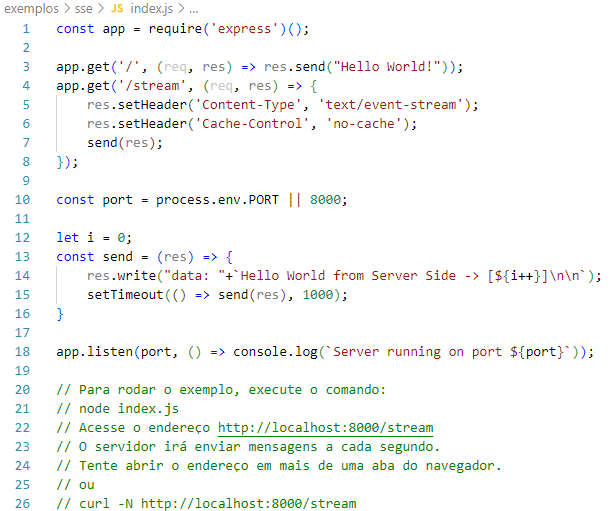 exemplos > sse > JS index.js > ...
1 const app = require('express')();
2
3 app.get('/', (req, res) => res.send("Hello World!"));
4 app.get('/stream', (req, res) => {
5 res.setHeader('Content-Type', 'text/event-stream');
6 res.setHeader('Cache-Control', 'no-cache');
7 send(res);
8 });
9
10 const port = process.env.PORT || 8000;
11
12 let i = 0;
13 const send = (res) => {
14 res.write("data: "+`Hello World from Server Side -> [${i++}]\n\n`);
15 setTimeout(() => send(res), 1000);
16 }
17
18 app.listen(port, () => console.log(`Server running on port ${port}`));
19
20 // Para rodar o exemplo, execute o comando:
21 // node index.js
22 // Acesse o endereço http://localhost:8000/stream
23 // O servidor irá enviar mensagens a cada segundo.
24 // Tente abrir o endereço em mais de uma aba do navegador.
25 // ou
26 // curl -N http://localhost:8000/stream